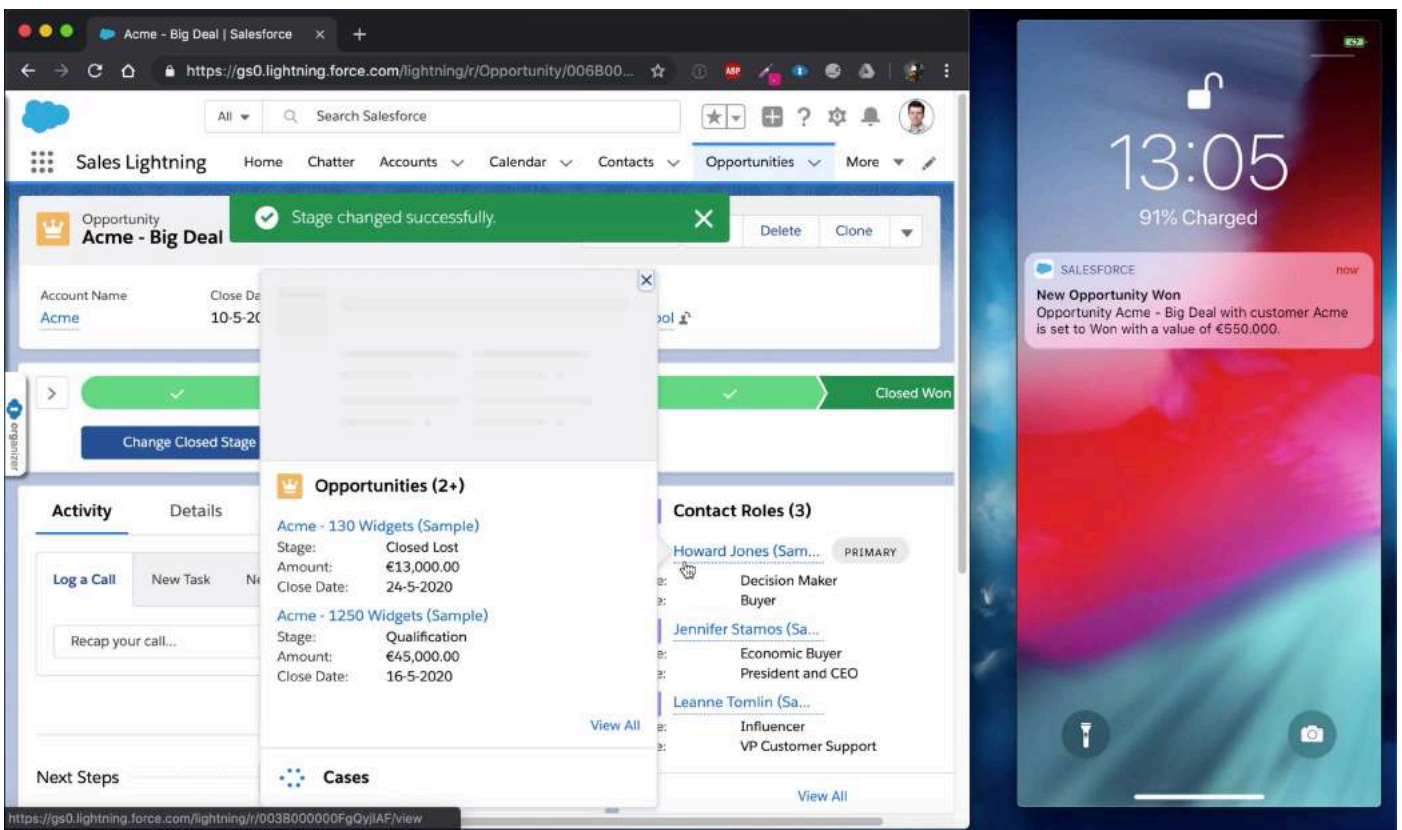 Acme - Big Deal | Salesforce
https://gs0.lightning.force.com/lightning/r/Opportunity/006B00...
ABP
All
Search Salesforce
Sales Lightning
Home
Chatter
Accounts
Calendar
Contacts
Opportunities
More
Stage changed successfully.
Opportunity
Acme - Big Deal
Delete
Clone
Account Name
Close Da
Acme
10-5-20
ool
Closed Won
Change Closed Stage
organizer
Activity
Details
Log a Call
New Task
Ne
Recap your call...
Next Steps
Opportunities (2+)
Acme - 130 Widgets (Sample)
Stage: Closed Lost
Amount: €13,000.00
Close Date: 24-5-2020
Acme - 1250 Widgets (Sample)
Stage: Qualification
Amount: €45,000.00
Close Date: 16-5-2020
View All
Cases
Contact Roles (3)
Howard Jones (Sam... PRIMARY
e: Decision Maker
e: Buyer
Jennifer Stamos (Sa...
e: Economic Buyer
e: President and CEO
Leanne Tomlin (Sa...
e: Influencer
e: VP Customer Support
View All
https://gs0.lightning.force.com/lightning/r/003B000000FgQyjIAF/view
13:05
91% Charged
SALESFORCE now
New Opportunity Won
Opportunity Acme - Big Deal with customer Acme
is set to Won with a value of €550.000.